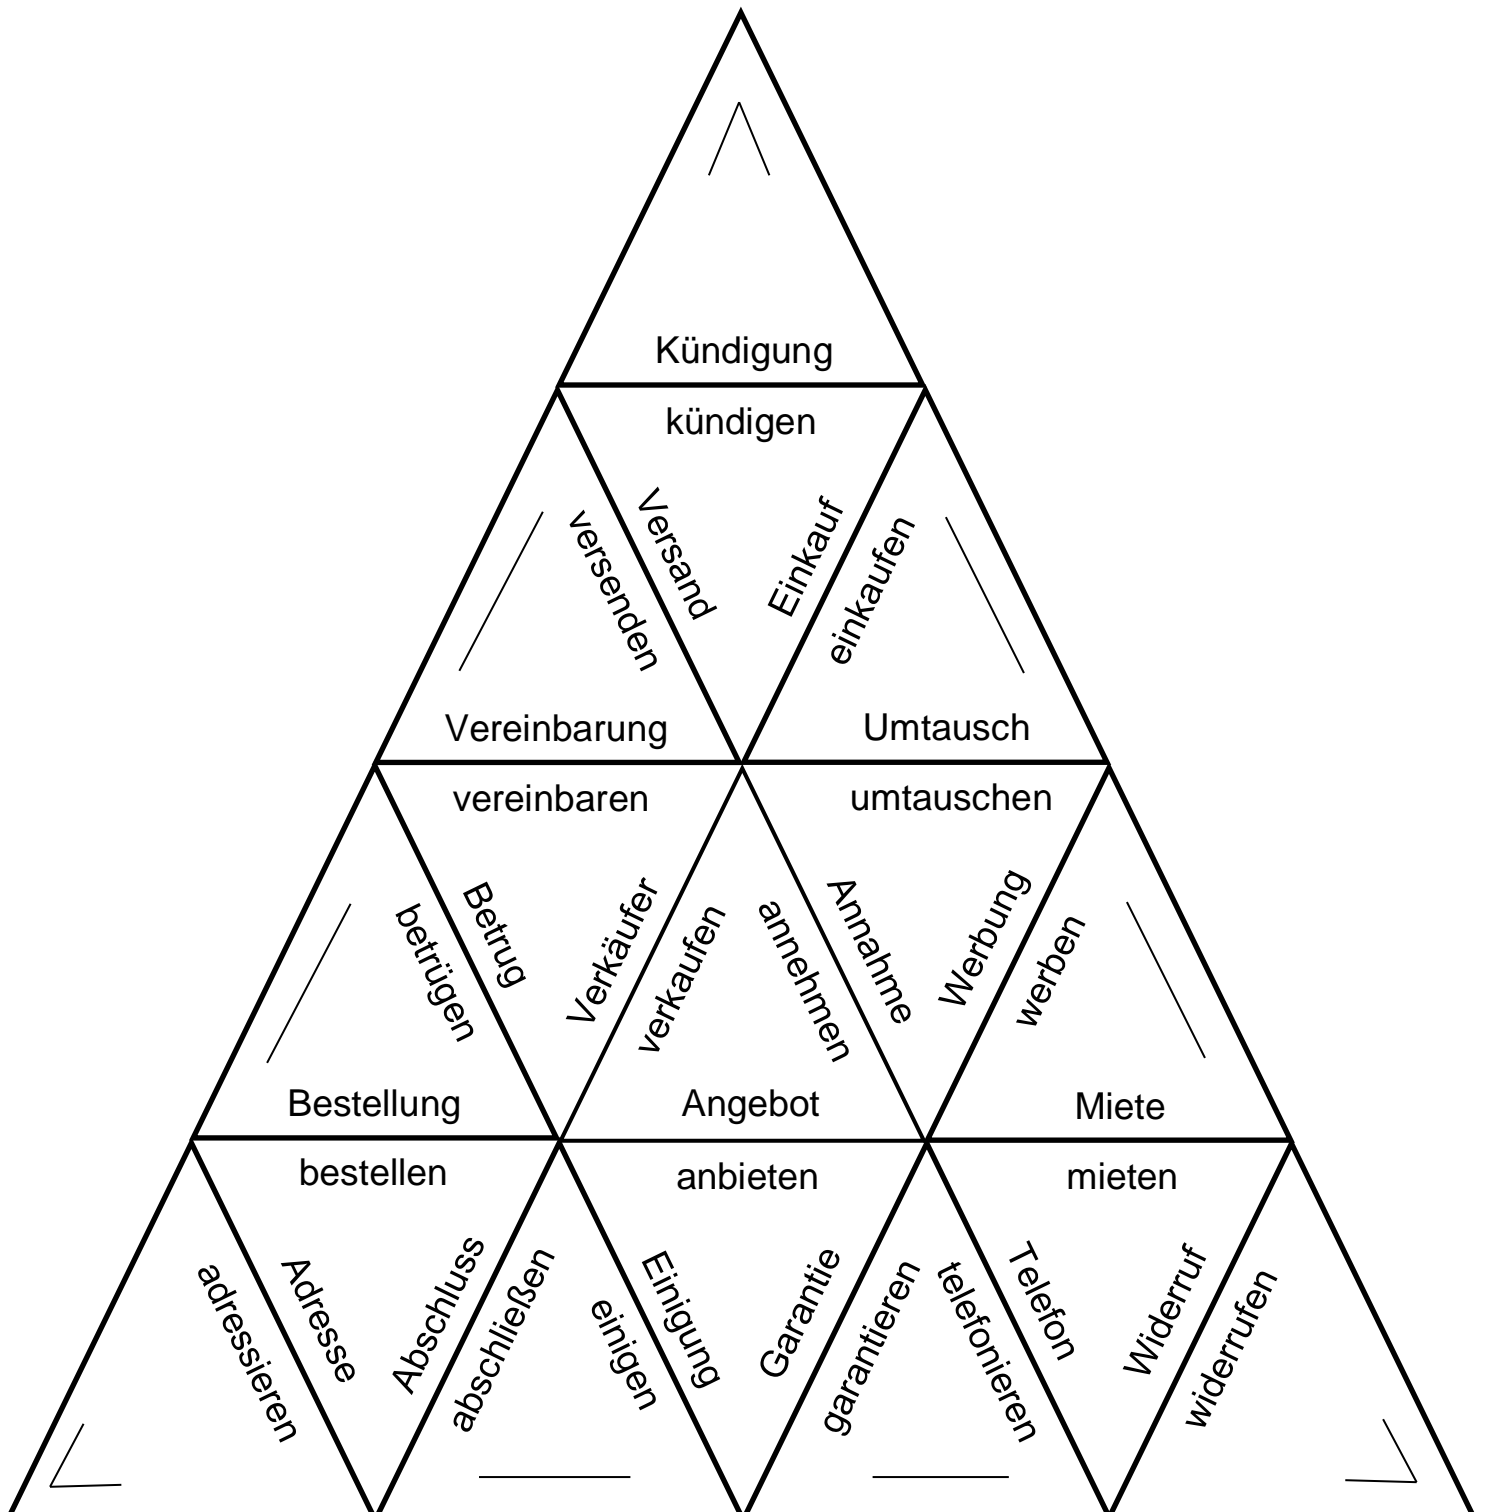 Kündigung
kündigen
versenden
Versand
Einkauf
einkaufen
Vereinbarung
Umtausch
vereinbaren
umtauschen
betrügen
Betrug
Verkäufer
verkaufen
annehmen
Annahme
Werbung
werben
Bestellung
Angebot
Miete
bestellen
anbieten
mieten
adressieren
Adresse
Abschluss
abschließen
einigen
Einigung
Garantie
garantieren
telefonieren
Telefon
Widerruf
widerrufen